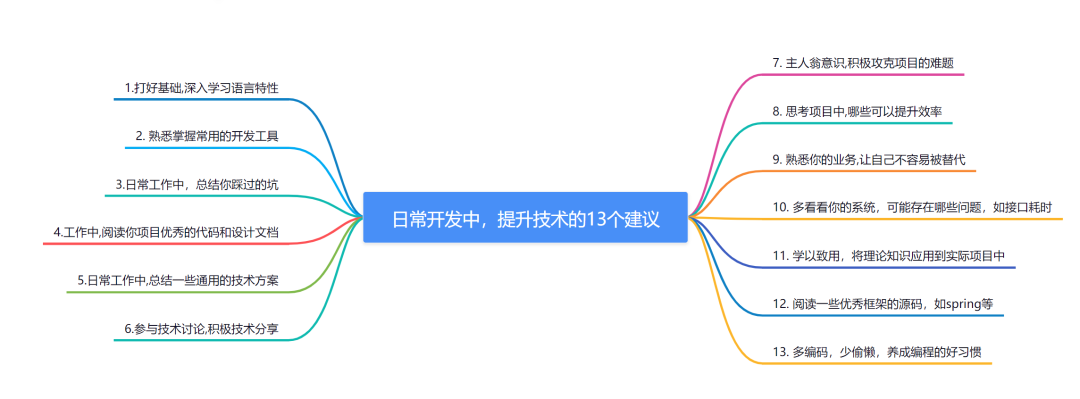 日常开发中，提升技术的13个建议
1.打好基础,深入学习语言特性
2. 熟悉掌握常用的开发工具
3.日常工作中，总结你踩过的坑
4.工作中,阅读你项目优秀的代码和设计文档
5.日常工作中,总结一些通用的技术方案
6.参与技术讨论,积极技术分享
7. 主人翁意识,积极攻克项目的难题
8. 思考项目中,哪些可以提升效率
9. 熟悉你的业务,让自己不容易被替代
10. 多看看你的系统，可能存在哪些问题，如接口耗时
11. 学以致用，将理论知识应用到实际项目中
12. 阅读一些优秀框架的源码，如spring等
13. 多编码，少偷懒，养成编程的好习惯